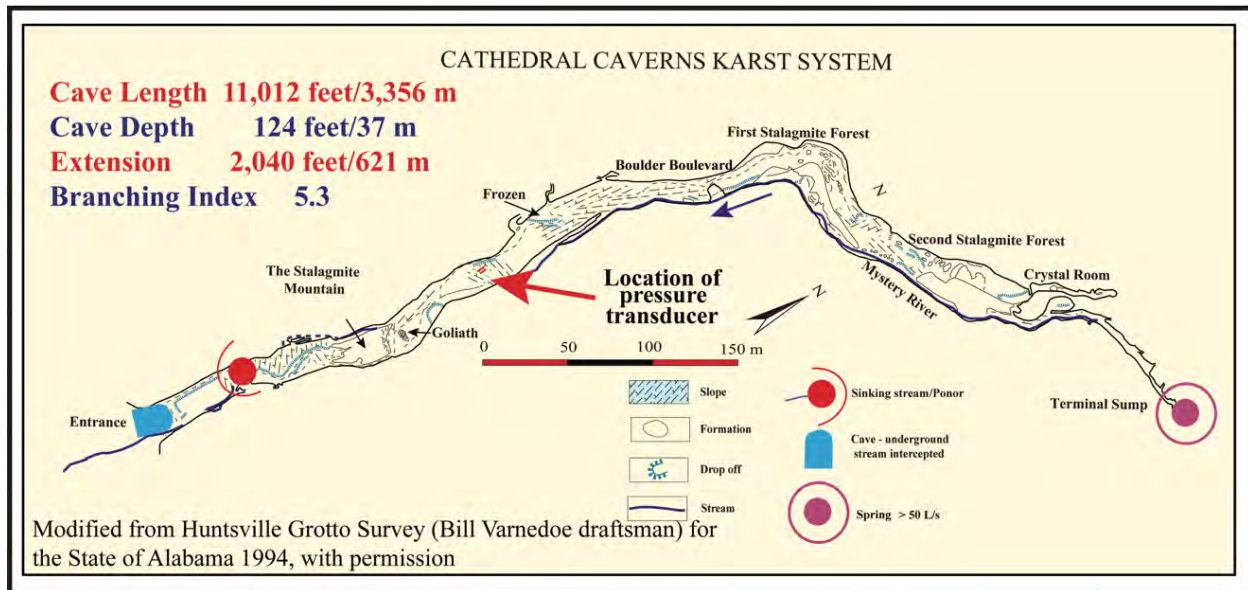 CATHEDRAL CAVERNS KARST SYSTEM
Cave Length 11,012 feet/3,356 m
Cave Depth 124 feet/37 m
Extension 2,040 feet/621 m
Branching Index 5.3
First Stalagmite Forest
Boulder Boulevard
Frozen
N
Second Stalagmite Forest
The Stalagmite
Mountain
Crystal Room
Mystery River
Location of
pressure
transducer
N
Goliath
0 50 100 150 m
Entrance
Terminal Sump
Slope
Formation
Drop off
Stream
Sinking stream/Ponor
Cave - underground
stream intercepted
Spring > 50 L/s
Modified from Huntsville Grotto Survey (Bill Varnedoe draftsman) for
the State of Alabama 1994, with permission